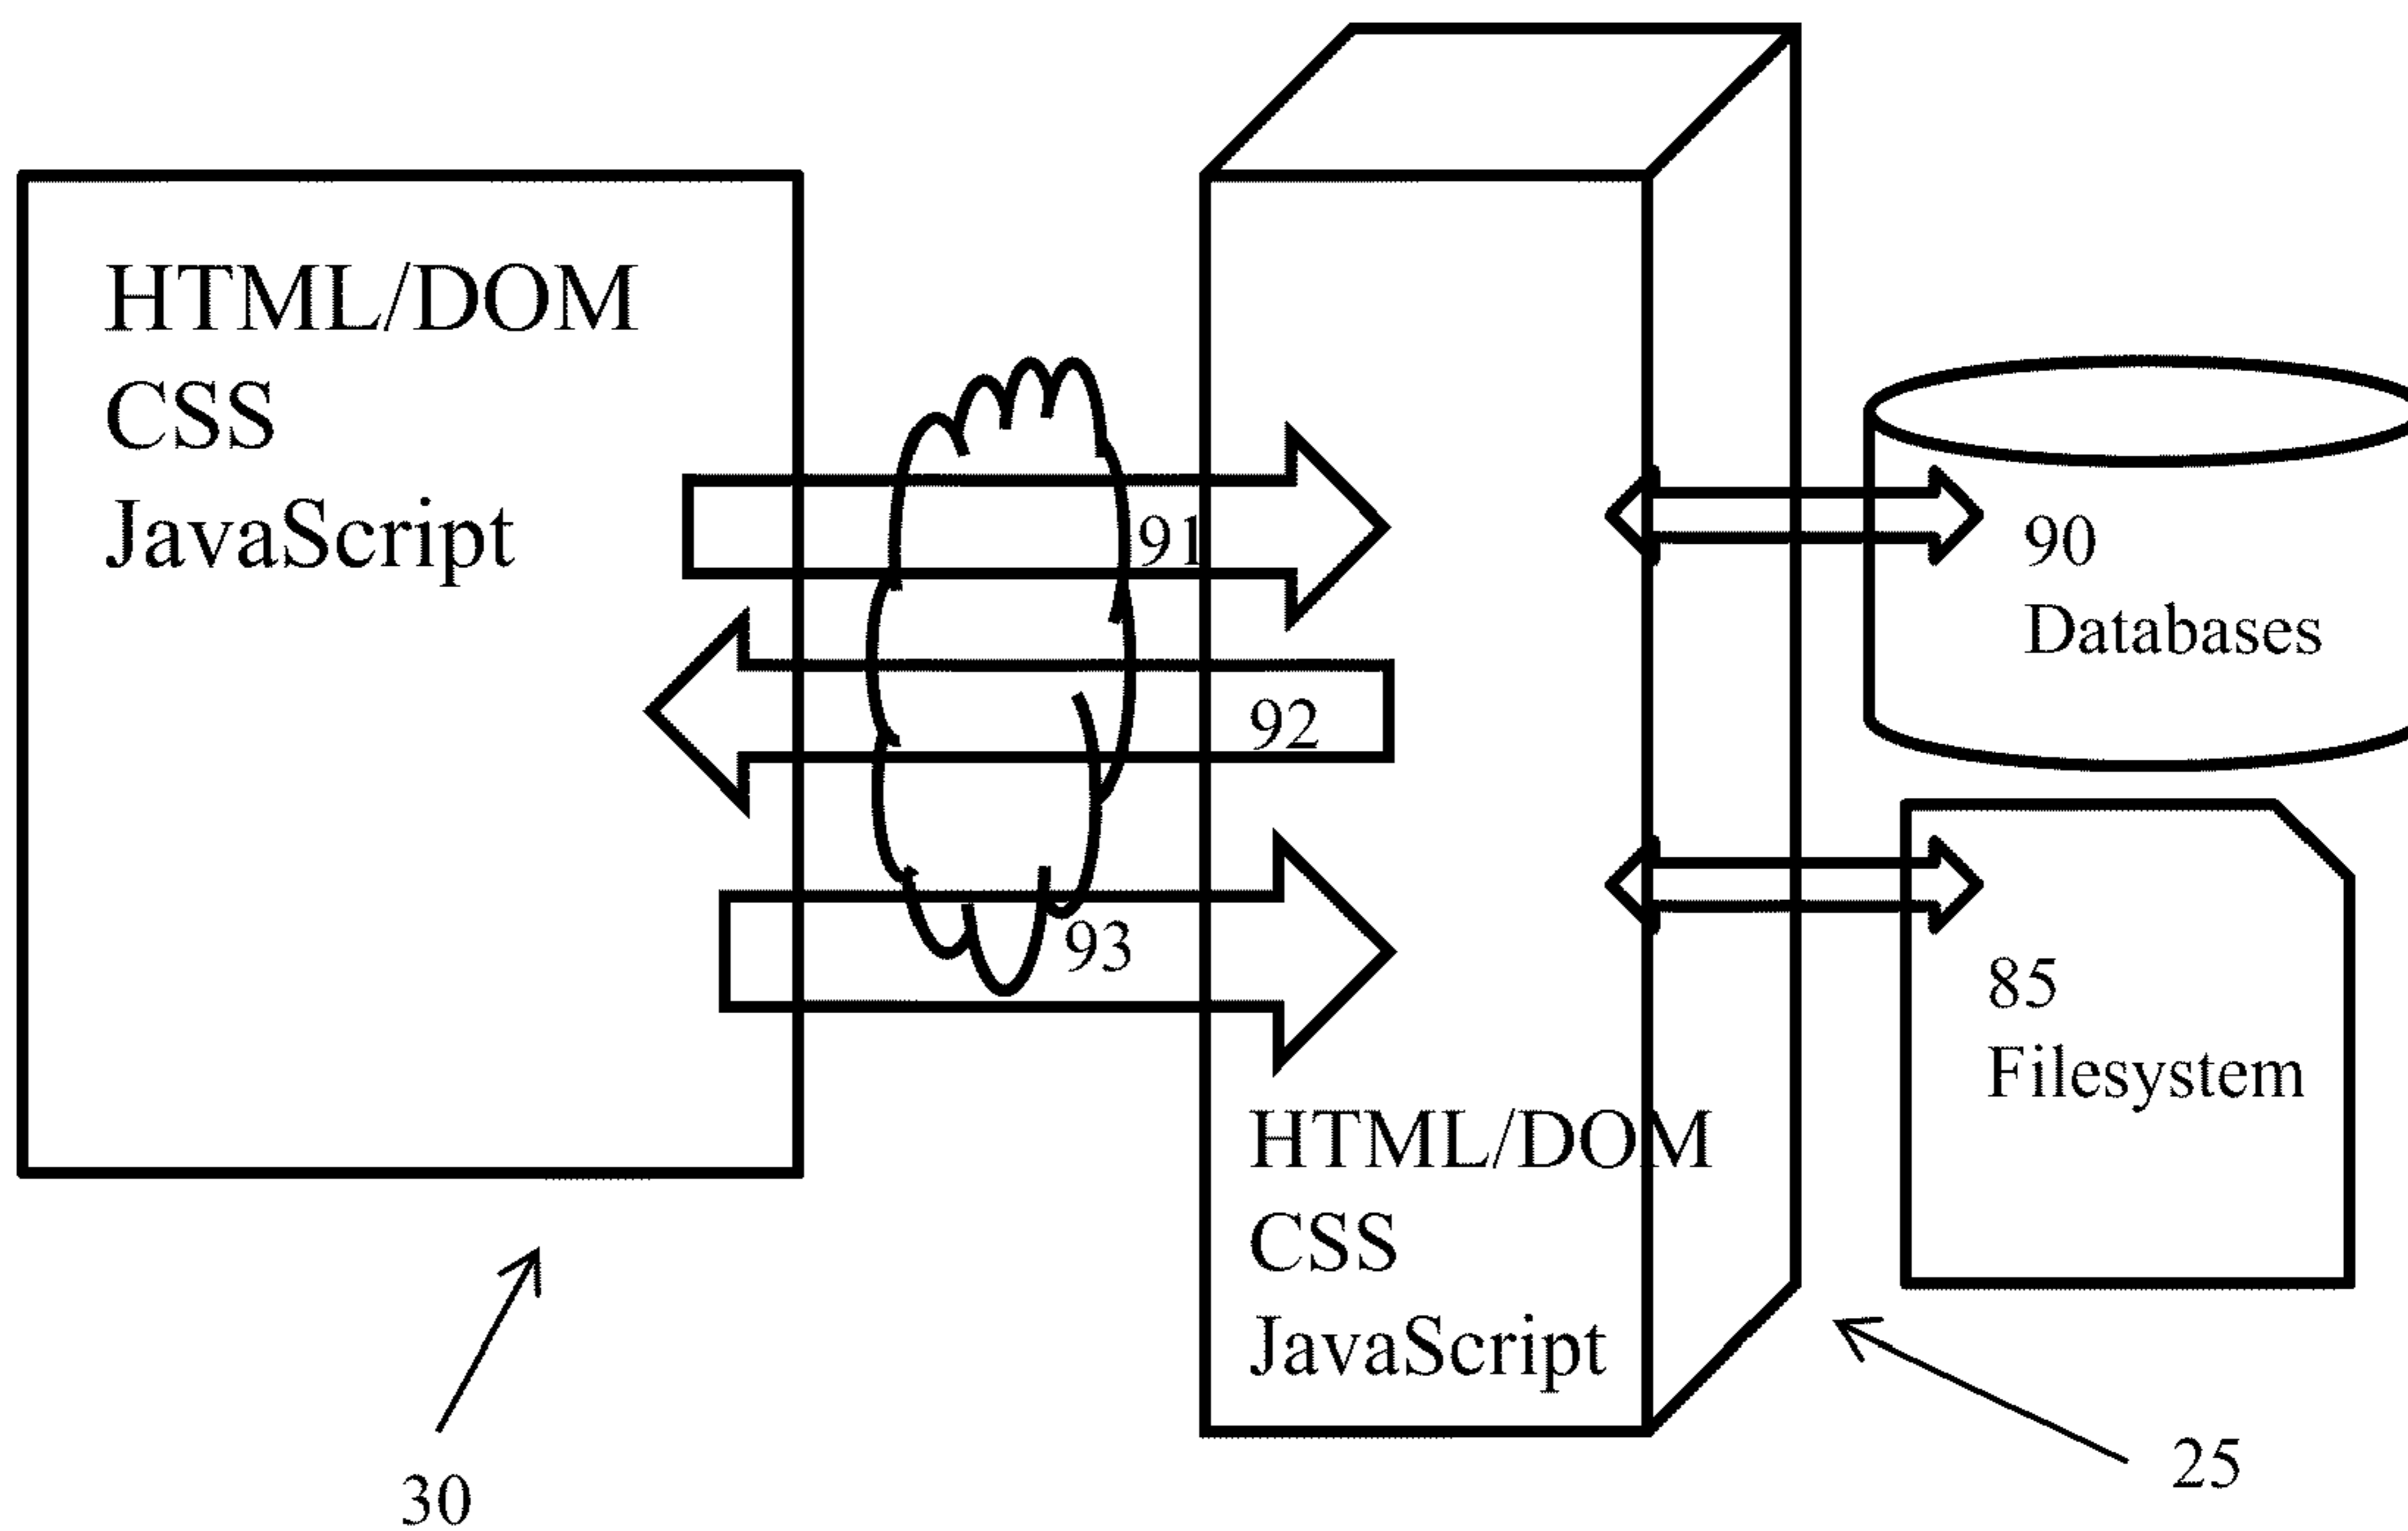 HTML/DOM
CSS
JavaScript
91
92
93
90
Databases
85
Filesystem
HTML/DOM
CSS
JavaScript
30
25